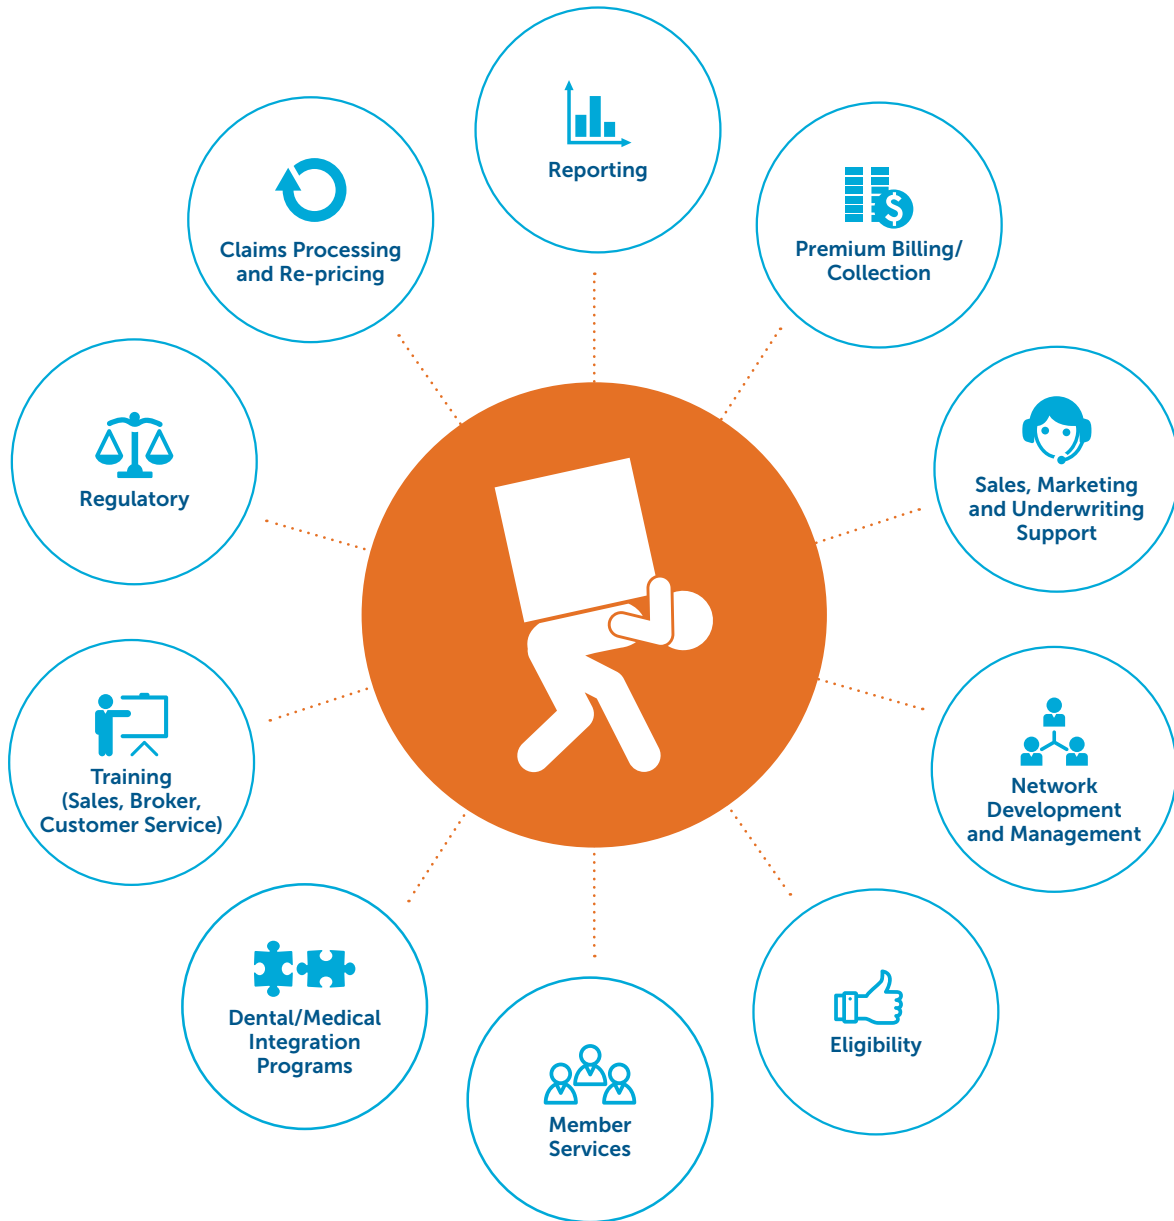 Reporting
Claims Processing
and Re-pricing
Premium Billing/
Collection
Regulatory
Sales, Marketing
and Underwriting
Support
Training
(Sales, Broker,
Customer Service)
Network
Development
and Management
Dental/Medical
Integration
Programs
Eligibility
Member
Services
$